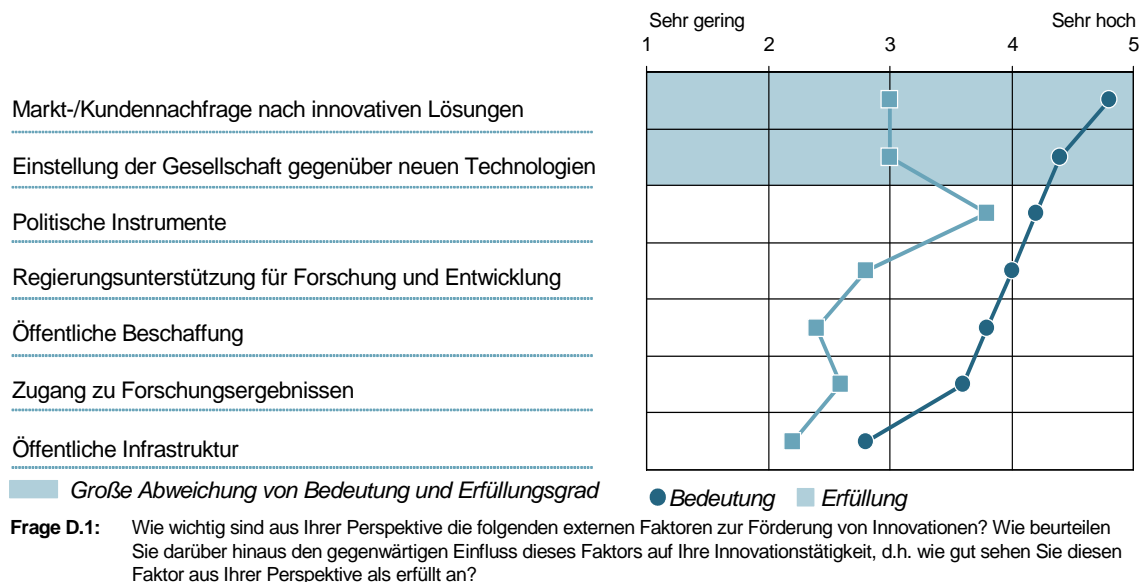 Sehr gering Sehr hoch
1 2 3 4 5
Markt-/Kundennachfrage nach innovativen Lösungen
Einstellung der Gesellschaft gegenüber neuen Technologien
Politische Instrumente
Regierungsunterstützung für Forschung und Entwicklung
Öffentliche Beschaffung
Zugang zu Forschungsergebnissen
Öffentliche Infrastruktur
Große Abweichung von Bedeutung und Erfüllungsgrad Bedeutung Erfüllung
Frage D.1: Wie wichtig sind aus Ihrer Perspektive die folgenden externen Faktoren zur Förderung von Innovationen? Wie beurteilen
Sie darüber hinaus den gegenwärtigen Einfluss dieses Faktors auf Ihre Innovationstätigkeit, d.h. wie gut sehen Sie diesen
Faktor aus Ihrer Perspektive als erfüllt an?